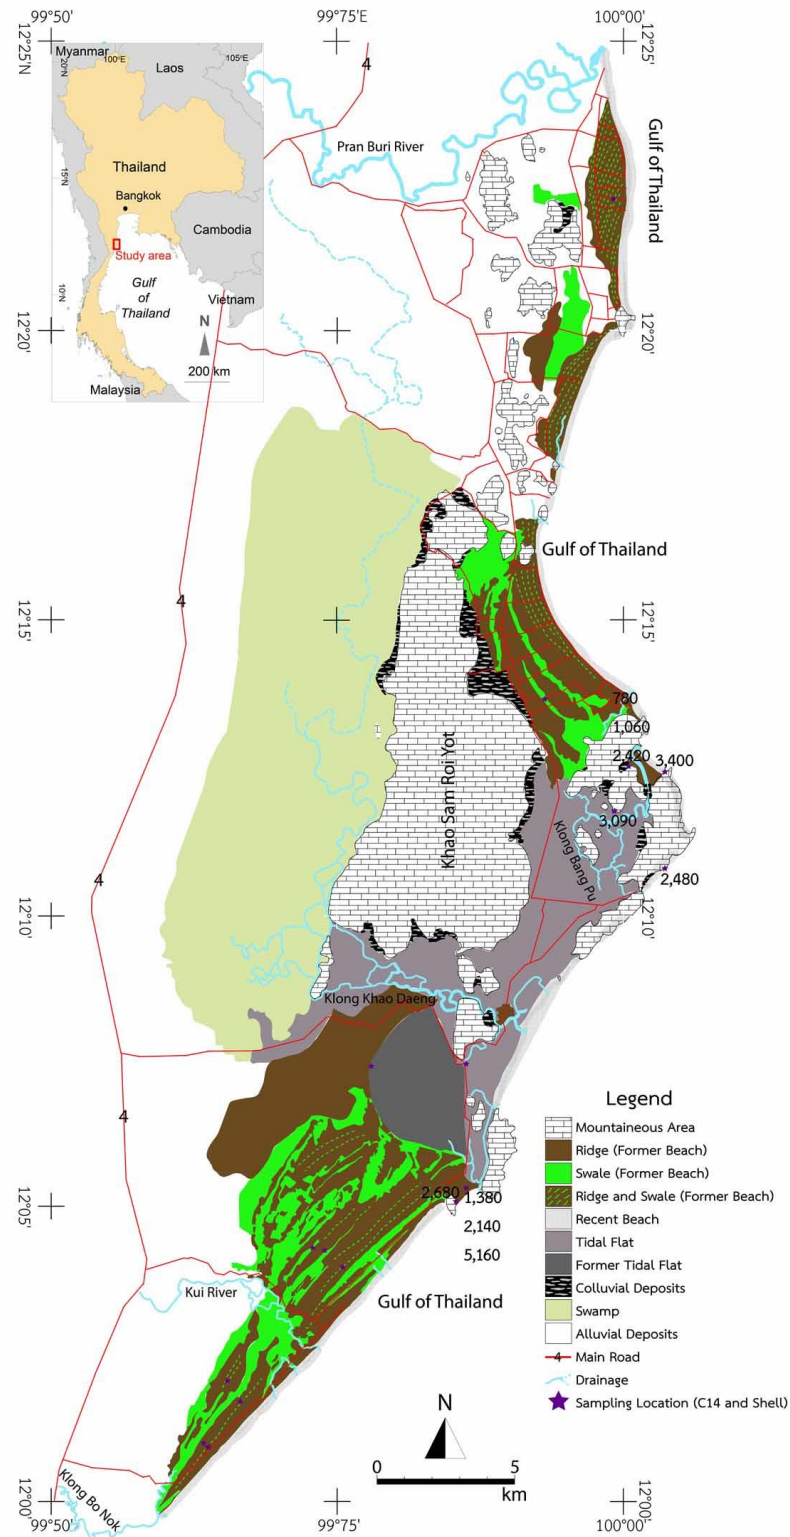 99°50'
99°75'E
100°00'
12°25'N
12°25'
Myanmar
20°N
100°E
105°E
Laos
4
Pran Buri River
Gulf of Thailand
Thailand
15°N
Bangkok
Cambodia
Study area
10°N
Gulf
of
Thailand
Vietnam
N
200 km
Malaysia
12°20'
12°20'
Gulf of Thailand
4
12°15'
12°15'
780
1,060
2,420
3,400
Khao Sam Roi Yot
3,090
Klong Bang Pu
2,480
4
12°10'
12°10'
Klong Khao Daeng
4
Legend
Mountaineous Area
Ridge (Former Beach)
Swale (Former Beach)
Ridge and Swale (Former Beach)
Recent Beach
Tidal Flat
Former Tidal Flat
Colluvial Deposits
Swamp
Alluvial Deposits
4 Main Road
Drainage
Sampling Location (C14 and Shell)
12°05'
12°05'
2,680
1,380
2,140
5,160
Kui River
Gulf of Thailand
N
0
5
km
Klong Bo Nok
12°00'
12°00'
99°50'
99°75'E
100°00'